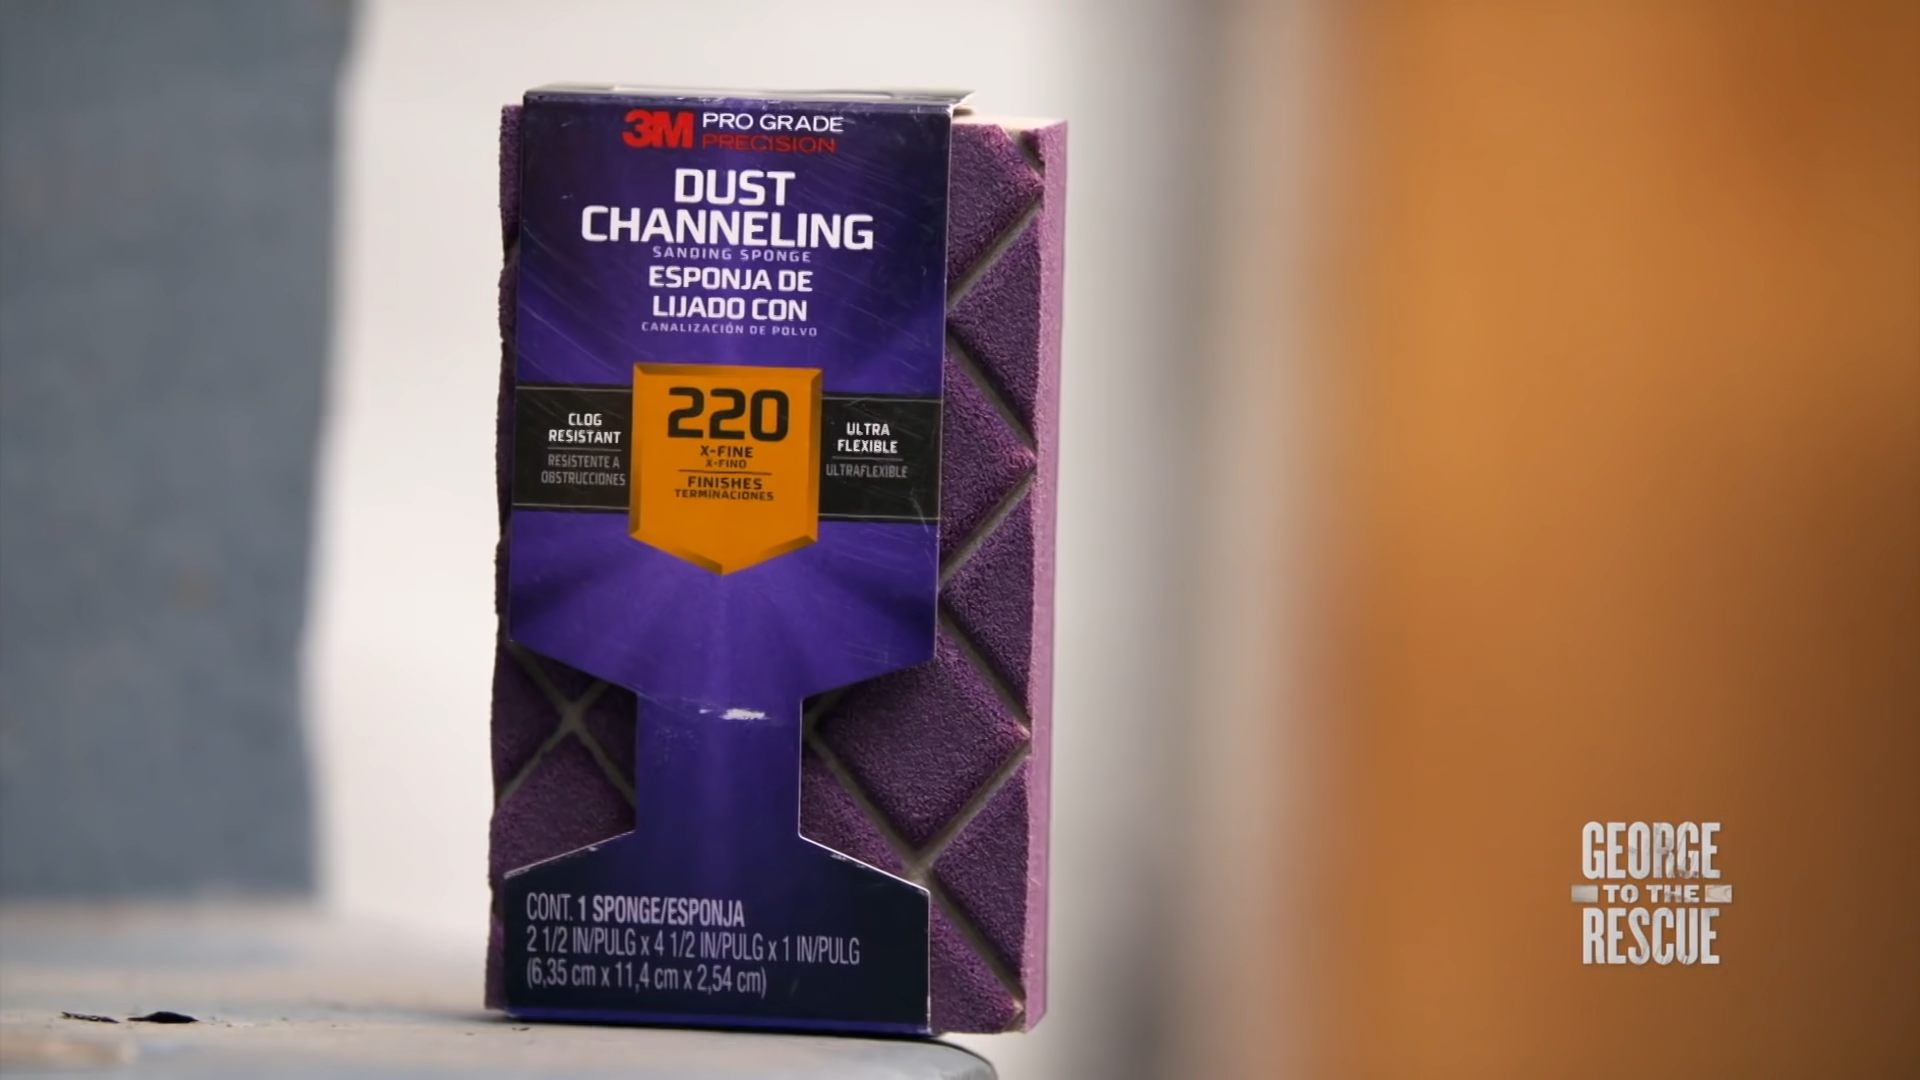 3M PRO GRADE
PRECISION
DUST
CHANNELING
SANDING SPONGE
ESPONJA DE
LIJADO CON
CANALIZACIÓN DE POLVO
CLOG
RESISTANT
RESISTENTE A
OBSTRUCCIONES
220
X-FINE
X-FINO
FINISHES
TERMINACIONES
ULTRA
FLEXIBLE
ULTRAFLEXIBLE
CONT. 1 SPONGE/ESPONJA
2 1/2 IN/PULG x 4 1/2 IN/PULG x 1 IN/PULG
(6,35 cm x 11,4 cm x 2,54 cm)
GEORGE
TO THE
RESCUE